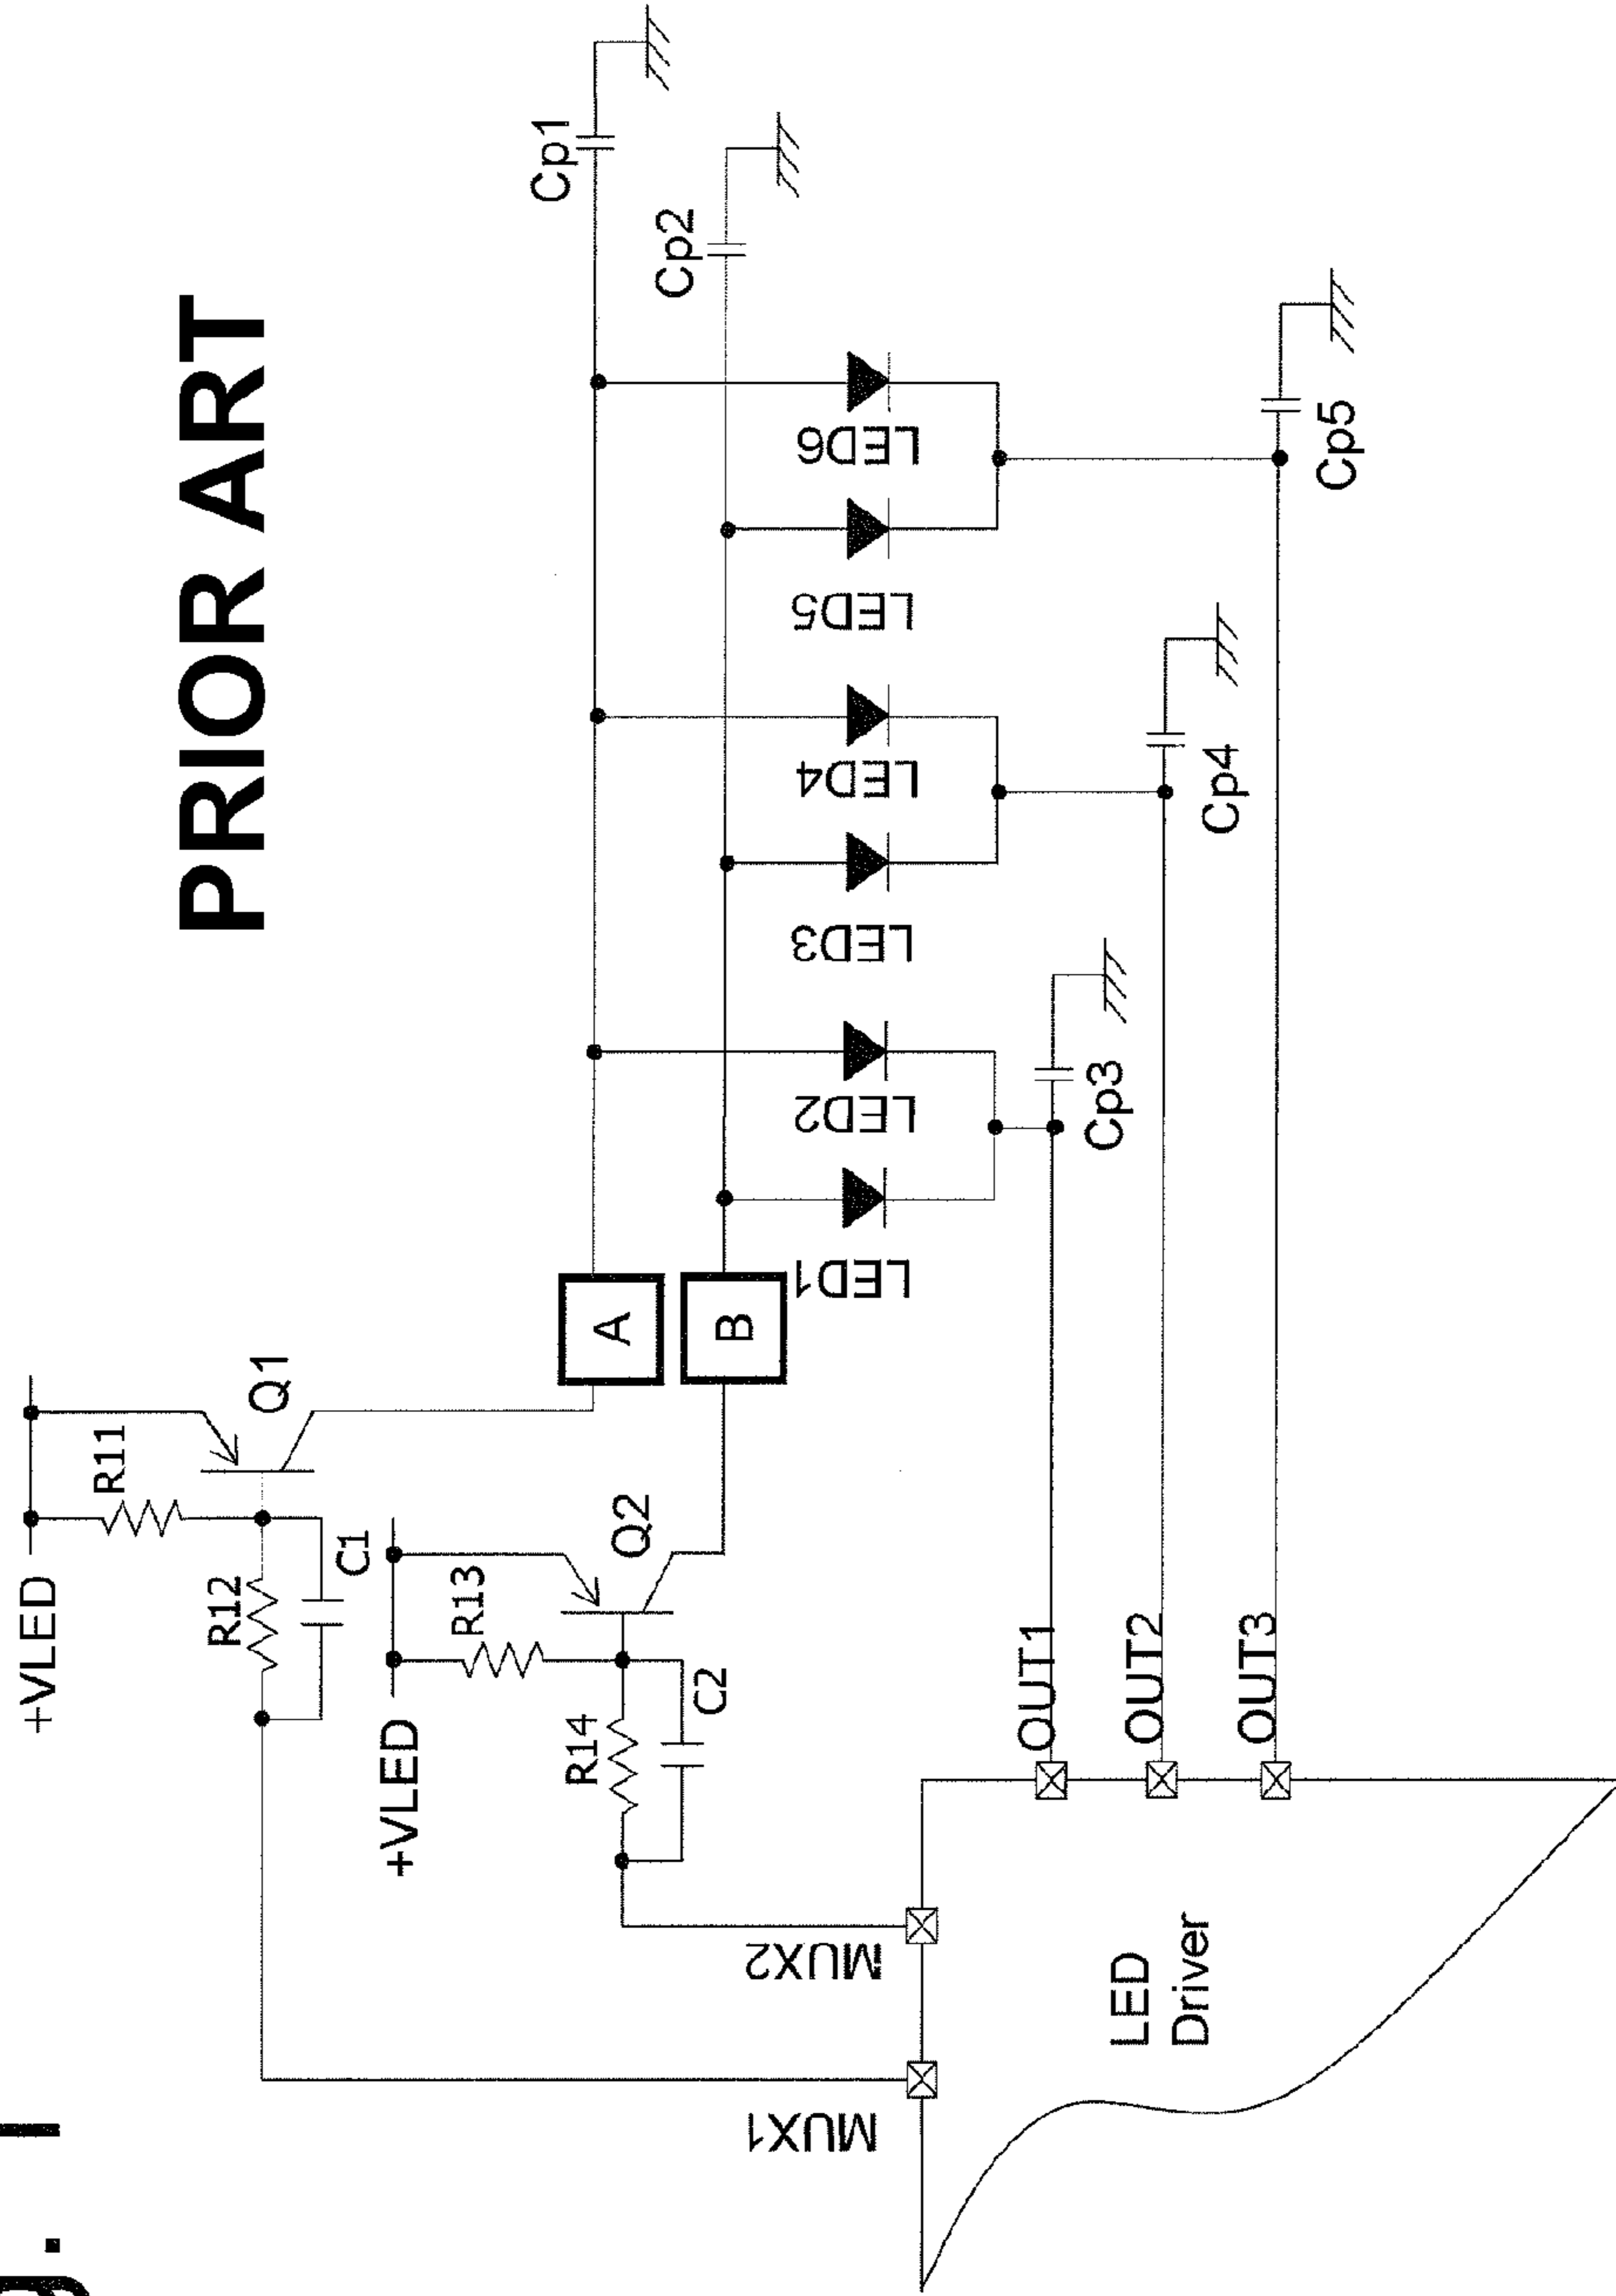 PRIOR ART
+VLED
R11
Q1
R12
C1
+VLED
R13
Q2
R14
C2
A
B
Cp1
Cp2
LED1
LED2
LED3
LED4
LED5
LED6
Cp3
Cp4
Cp5
MUX1
MUX2
OUT1
OUT2
OUT3
LED
Driver